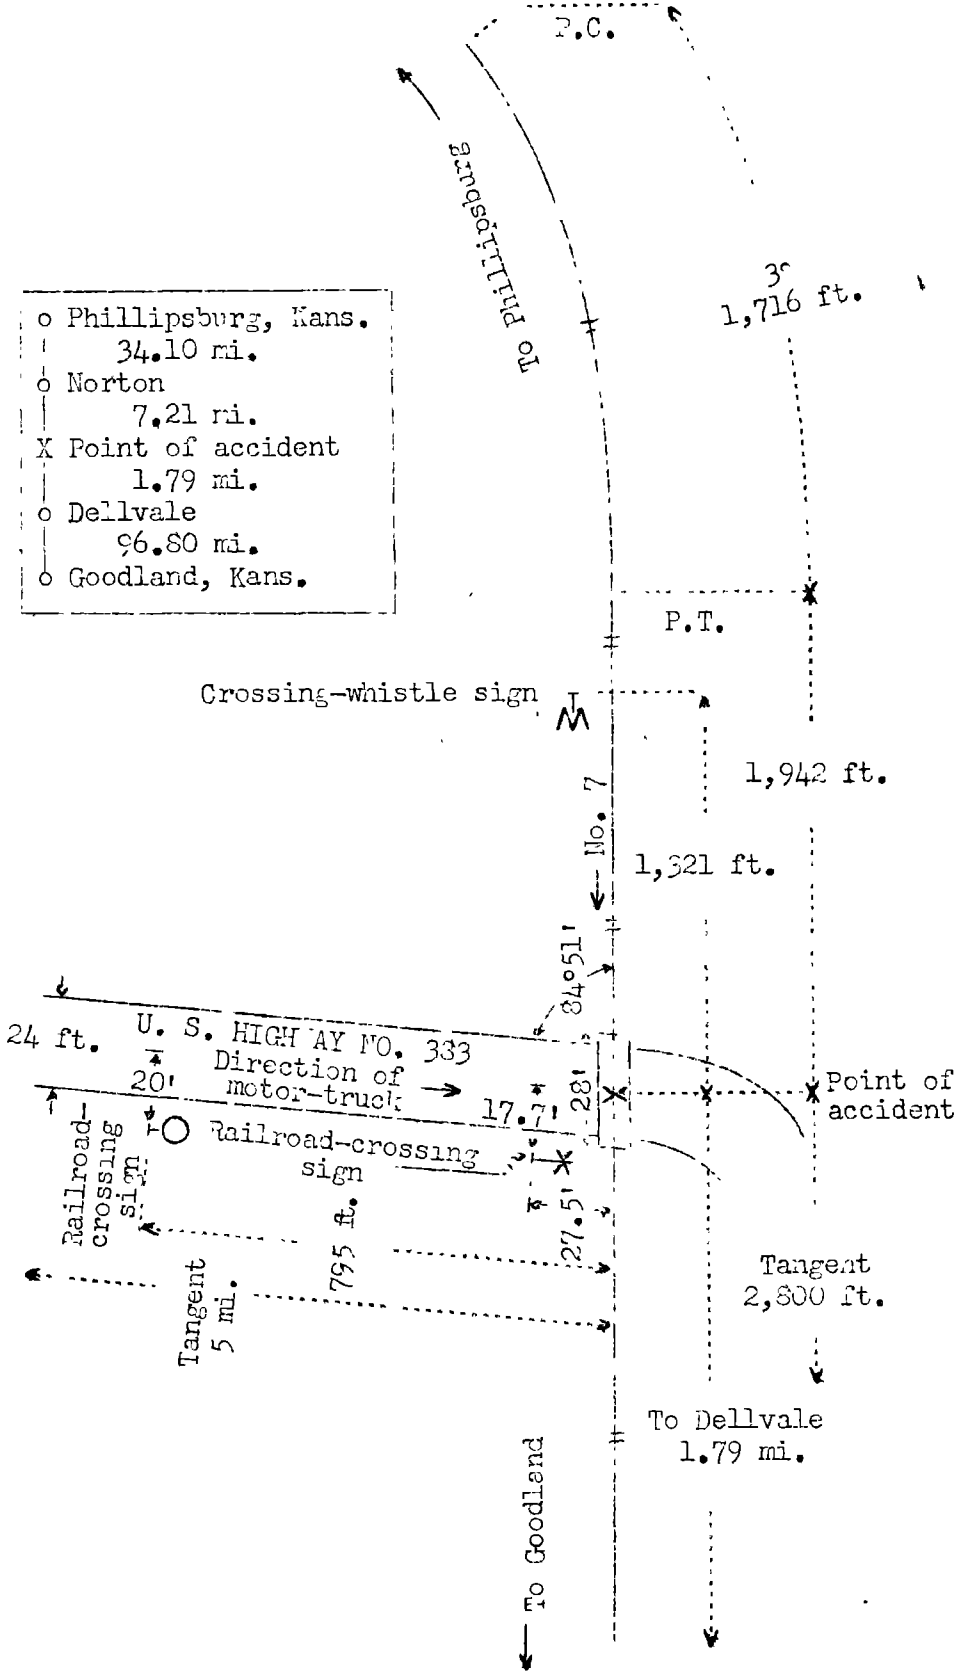 P.C.
To Phillipsburg
3°
1,716 ft.
o Phillipsburg, Kans.
34.10 mi.
o Norton
7.21 mi.
X Point of accident
1.79 mi.
o Dellvale
96.80 mi.
o Goodland, Kans.
P.T.
Crossing-whistle sign
1,942 ft.
No. 7
1,321 ft.
84°51'
24 ft.
U. S. HIGH AY NO. 383
Direction of
motor-truck
20'
17.7'
28'
Point of
accident
Railroad-
crossing
sign
Railroad-crossing
sign
27.5'
795 ft.
Tangent
5 mi.
Tangent
2,800 ft.
To Dellvale
1.79 mi.
To Goodland